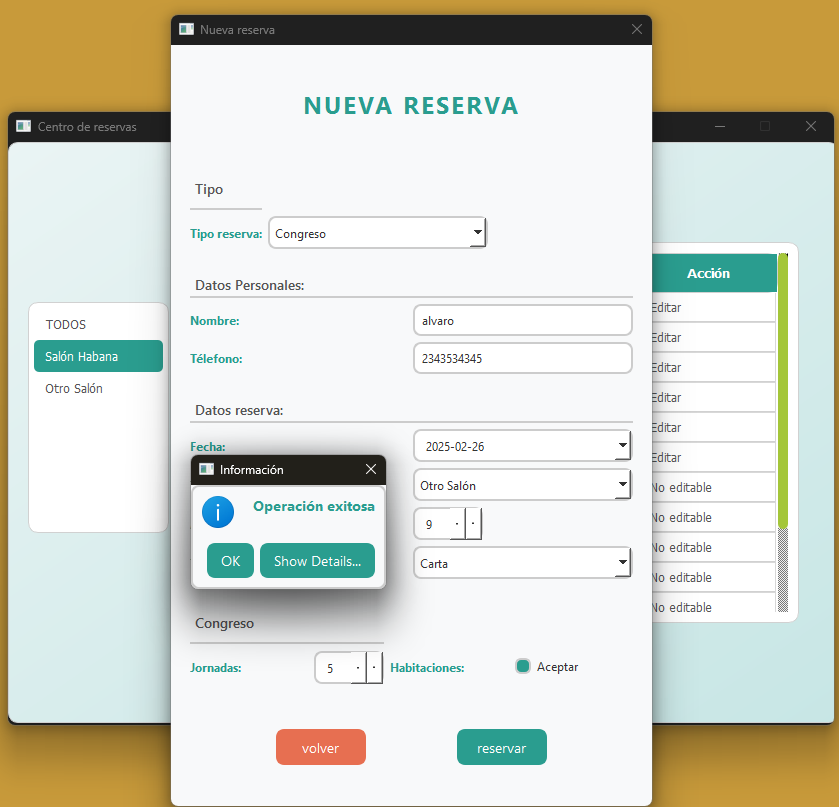 Nueva reserva
NUEVA RESERVA
Centro de reservas
Tipo
Tipo reserva: Congreso
Datos Personales:
Nombre: alvaro
Télefono: 2343534345
Datos reserva:
Fecha: 2025-02-26
Otro Salón
9
Carta
Información
Operación exitosa
OK Show Details...
Congreso
Jornadas: 5 Habitaciones: Aceptar
volver reservar
TODOS
Salón Habana
Otro Salón
Acción
Editar
Editar
Editar
Editar
Editar
Editar
No editable
No editable
No editable
No editable
No editable